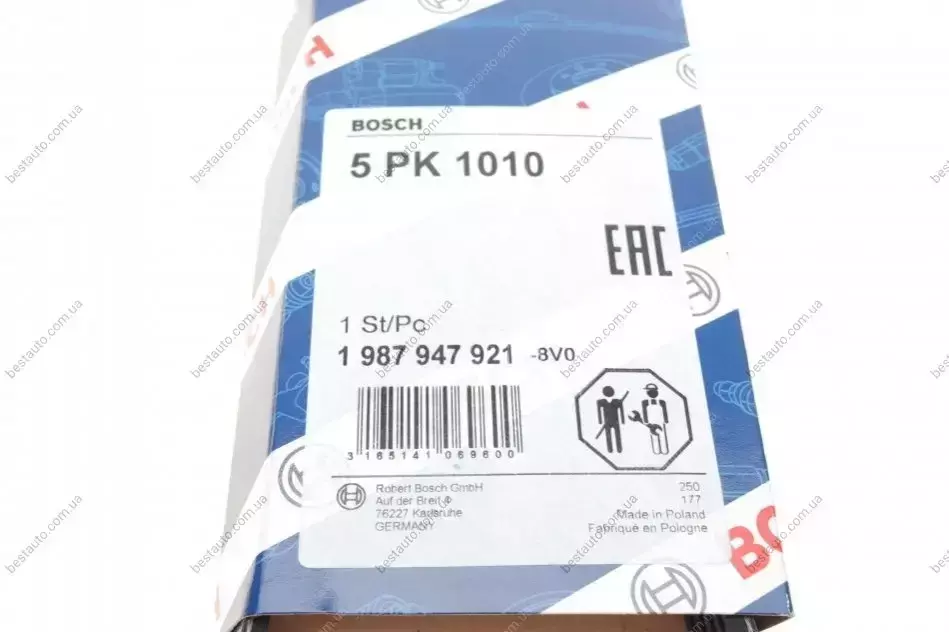 BOSCH
5 PK 1010
EAC
1 St/Pc
1 987 947 921 -8V0
3 165141 069600
Robert Bosch GmbH
Auf der Breit 4
76227 Karlsruhe
GERMANY
250
177
Made in Poland
Fabriqué en Pologne
BO
bestauto.com.ua